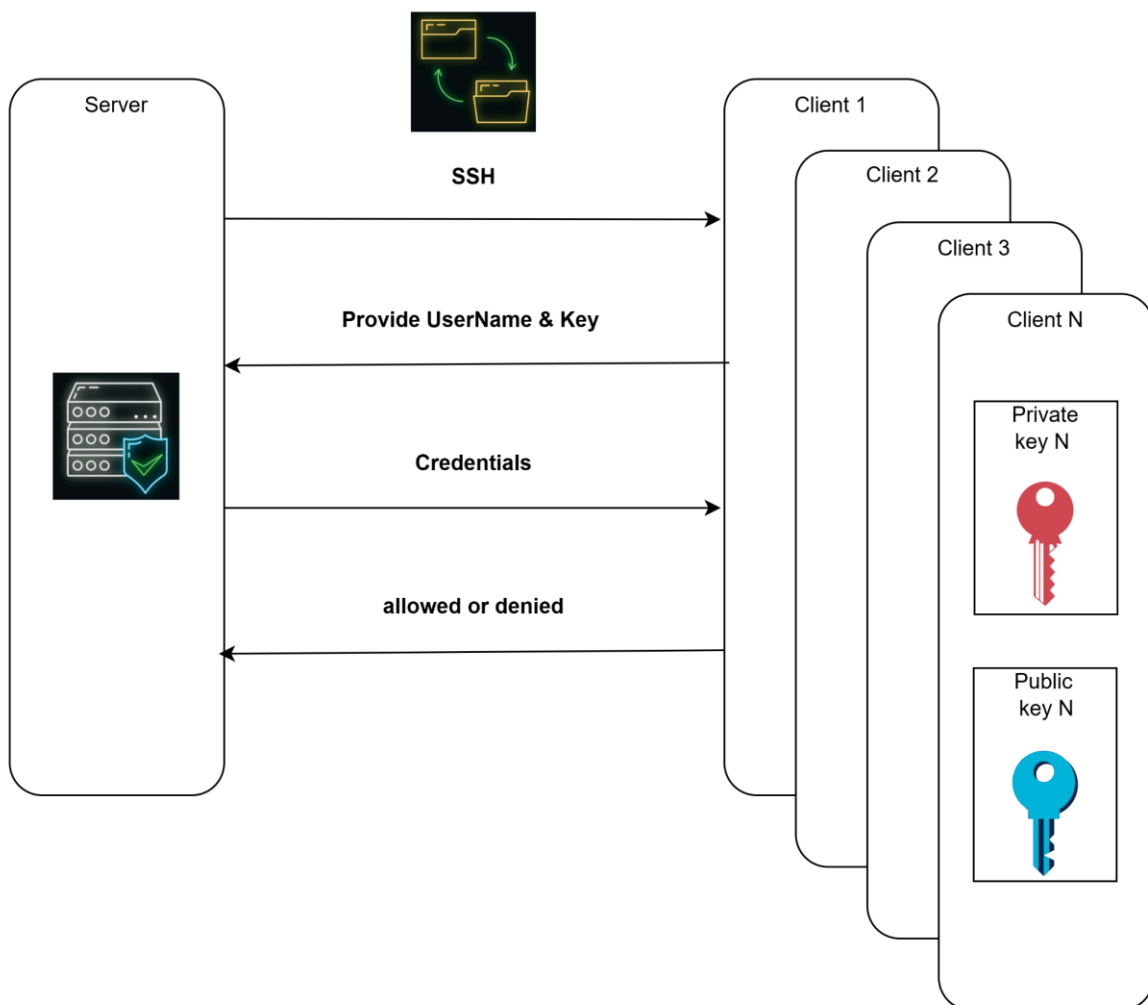 Server
Client 1
SSH
Client 2
Client 3
Provide UserName & Key
Client N
Private
key N
Credentials
allowed or denied
Public
key N